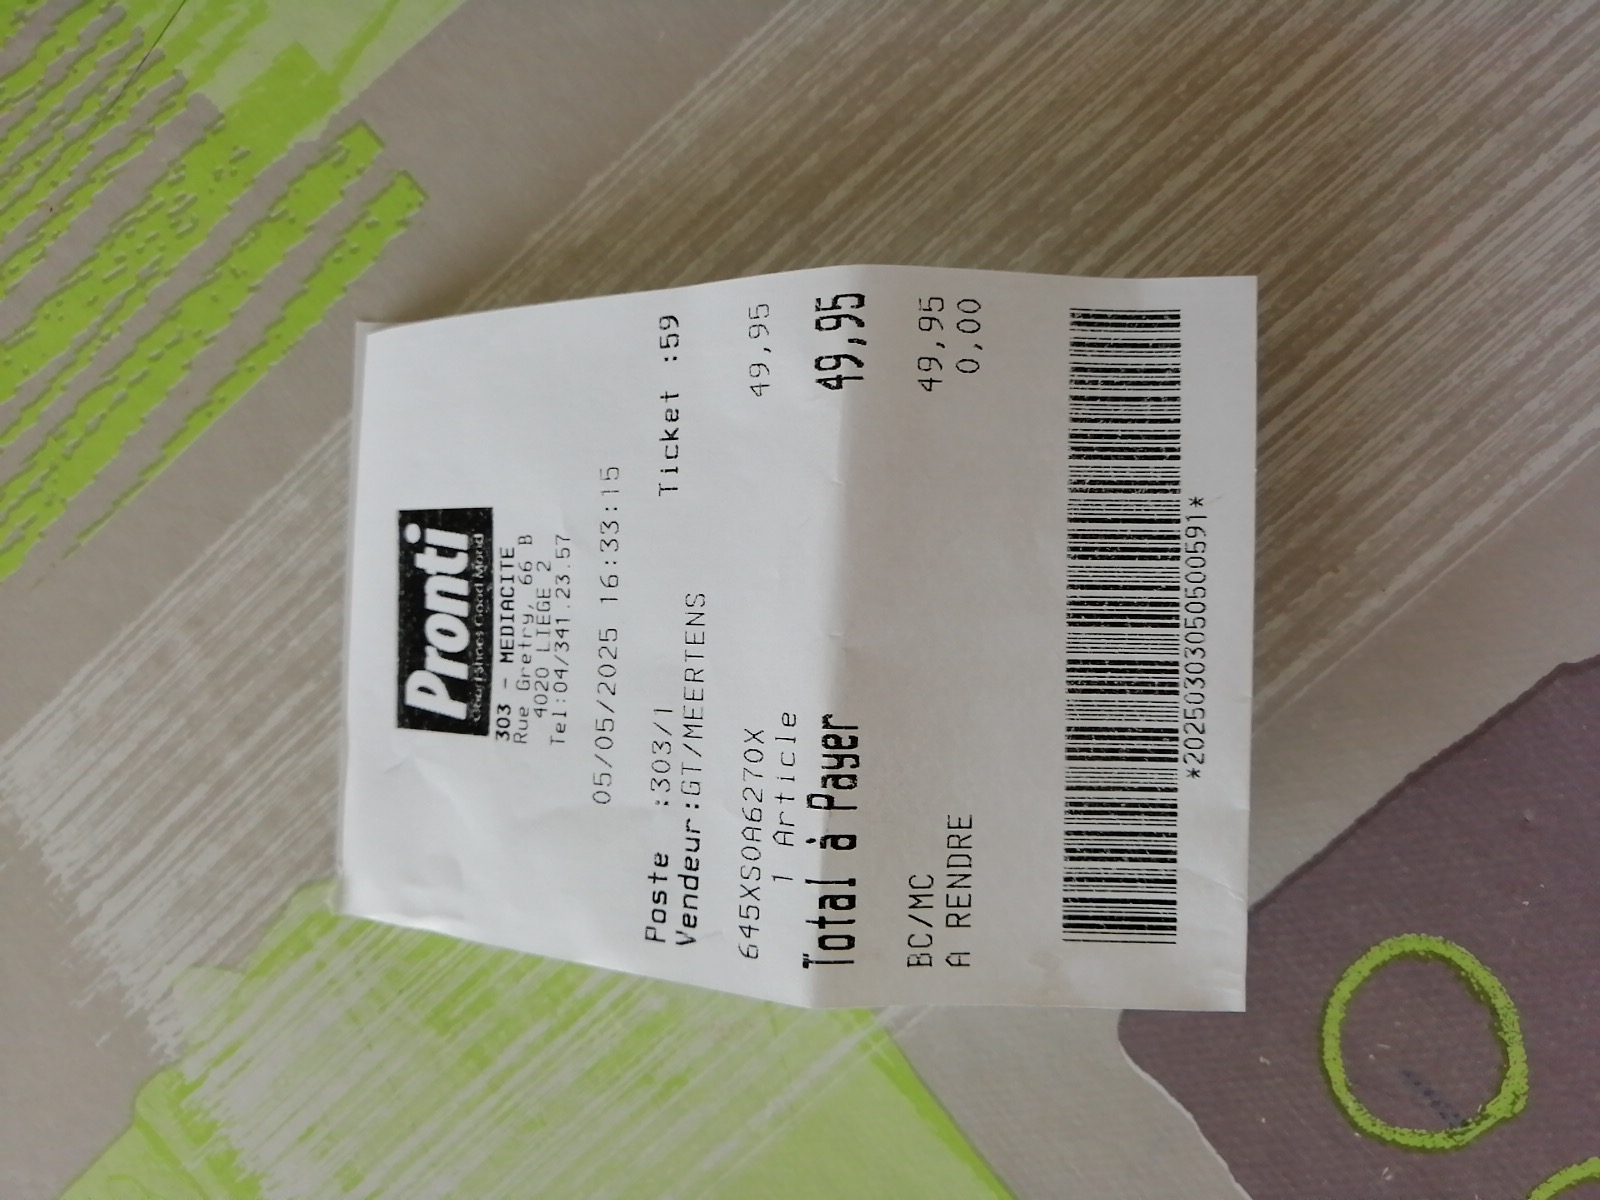 Pronti
Good Shoes Good Mood
303 - MEDIACITE
Rue Gretry, 66 B
4020 LIEGE 2
Tel:04/341.23.57
05/05/2025 16:33:15
Poste :303/1 Ticket :59
Vendeur:GT/MEERTENS
645XSOA6270X 49,95
1 Article
Total à Payer 49,95
BC/MC 49,95
A RENDRE 0,00
*2025030305050500591*